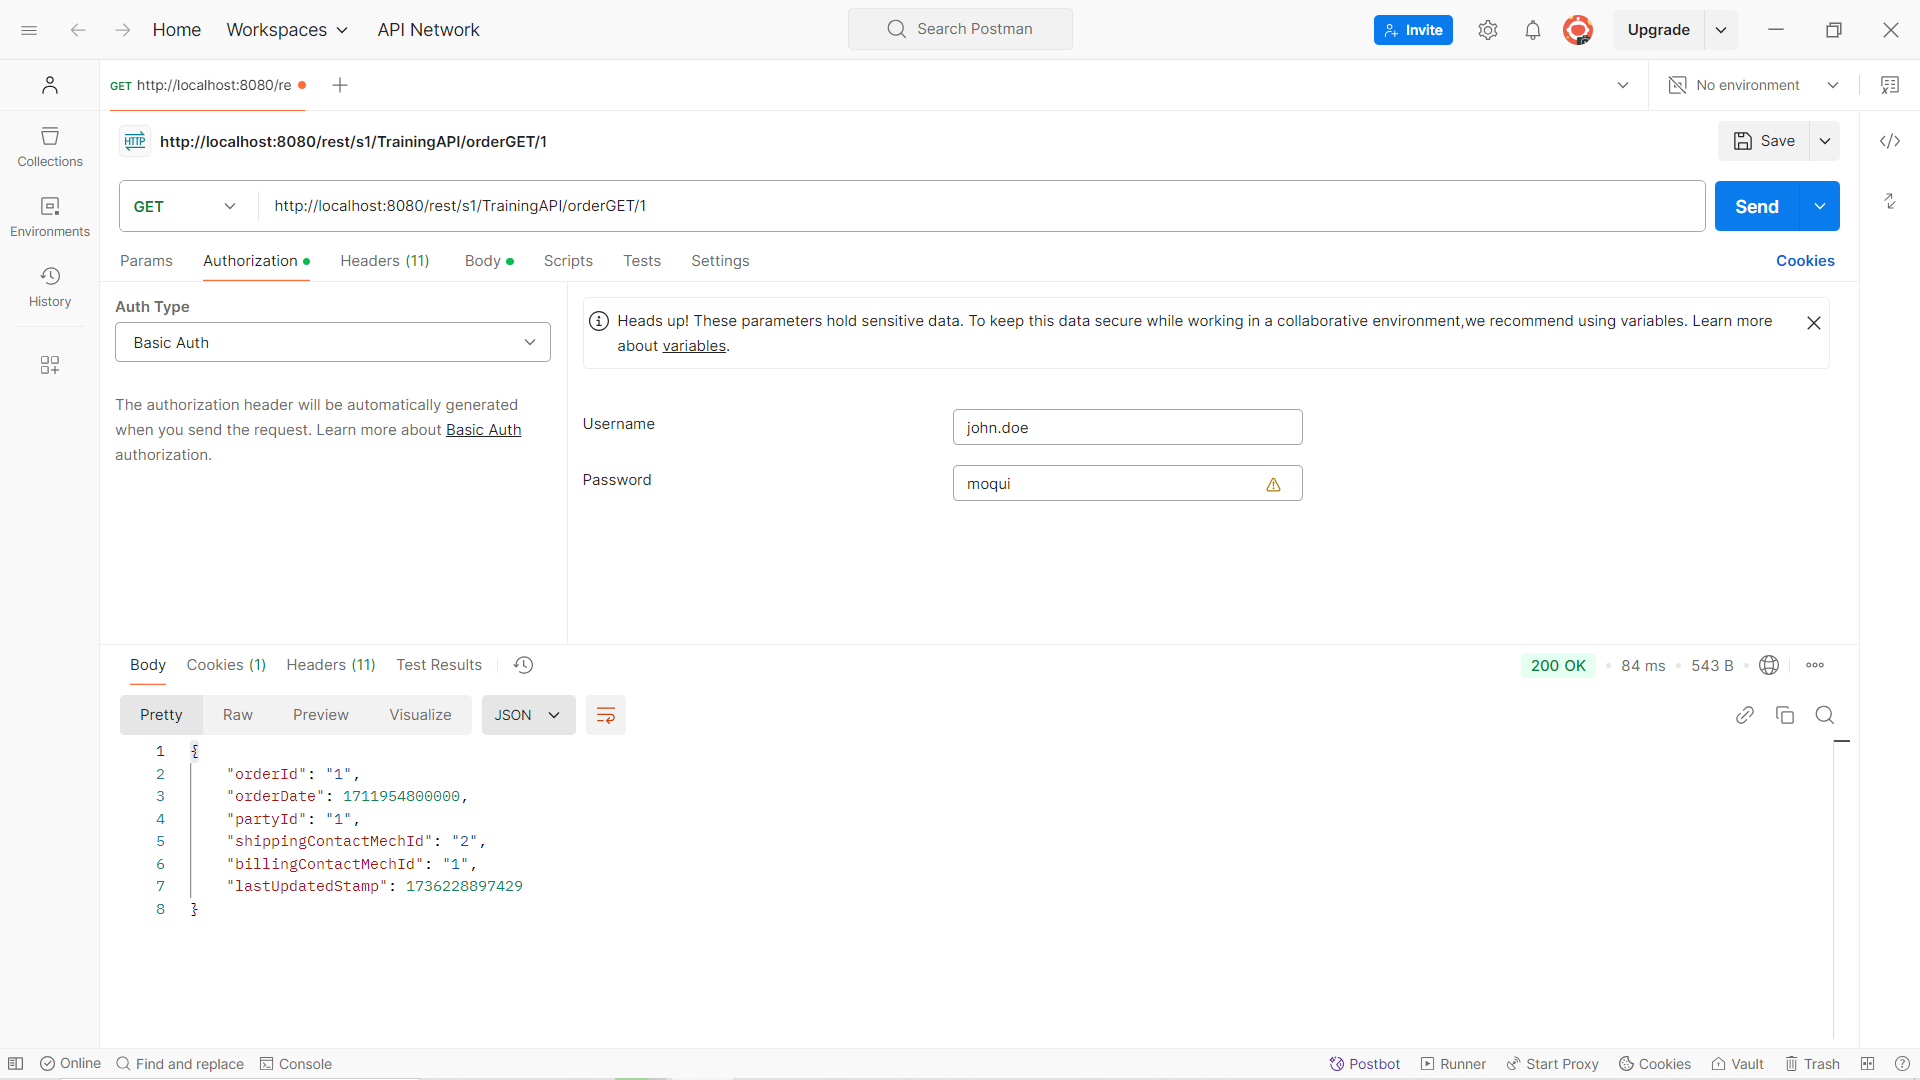 Home Workspaces API Network Search Postman Invite Upgrade
GET http://localhost:8080/re No environment
HTTP http://localhost:8080/rest/s1/TrainingAPI/orderGET/1 Save
Collections
GET http://localhost:8080/rest/s1/TrainingAPI/orderGET/1 Send
Environments
Params Authorization Headers (11) Body Scripts Tests Settings Cookies
History
Auth Type
Basic Auth
Heads up! These parameters hold sensitive data. To keep this data secure while working in a collaborative environment,we recommend using variables. Learn more
about variables.
The authorization header will be automatically generated
when you send the request. Learn more about Basic Auth
authorization.
Username john.doe
Password moqui
Body Cookies (1) Headers (11) Test Results 200 OK 84 ms 543 B
Pretty Raw Preview Visualize JSON
1 {
2 "orderId": "1",
3 "orderDate": 1711954800000,
4 "partyId": "1",
5 "shippingContactMechId": "2",
6 "billingContactMechId": "1",
7 "lastUpdatedStamp": 1736228897429
8 }
Online Find and replace Console Postbot Runner Start Proxy Cookies Vault Trash